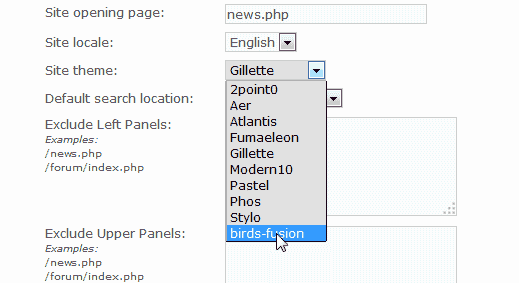 Site opening page: news.php
Site locale: English
Site theme: Gillette
Default search location:
2point0
Aer
Atlantis
Fumaeleon
Gillette
Modern10
Pastel
Phos
Stylo
birds-fusion
Exclude Left Panels:
Examples:
/news.php
/forum/index.php
Exclude Upper Panels:
Examples:
/news.php
/forum/index.php